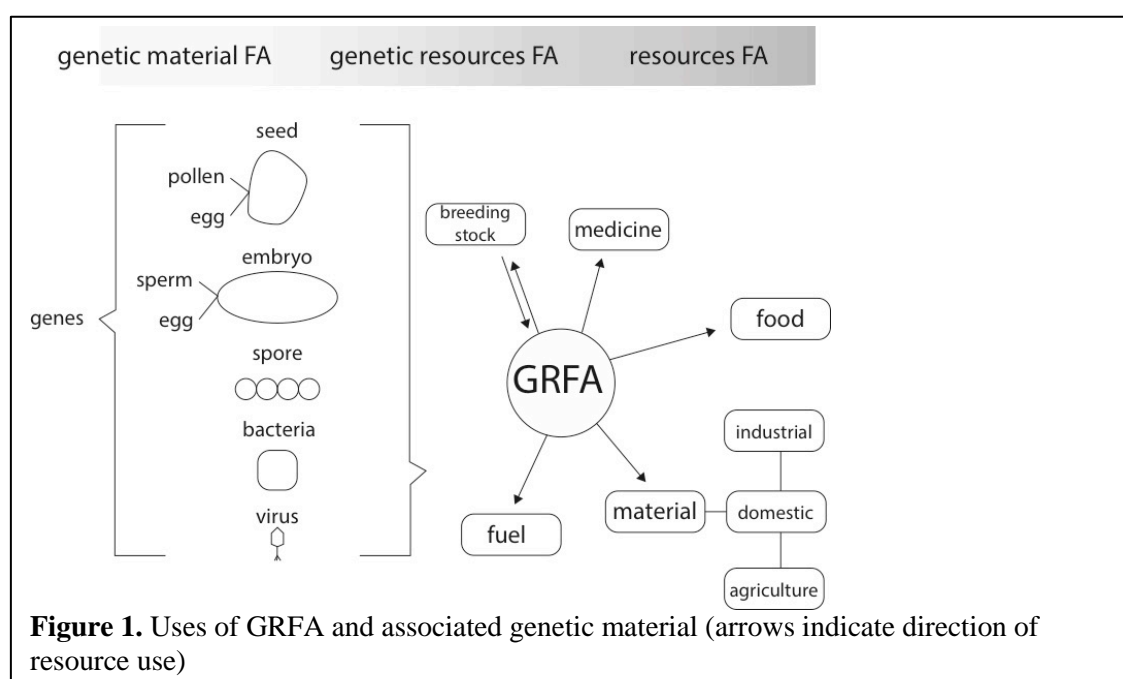 genetic material FA genetic resources FA resources FA
seed
pollen
egg
embryo
sperm
egg
genes
spore
bacteria
virus
breeding
stock
medicine
food
GRFA
industrial
material
domestic
fuel
agriculture
Figure 1. Uses of GRFA and associated genetic material (arrows indicate direction of
resource use)